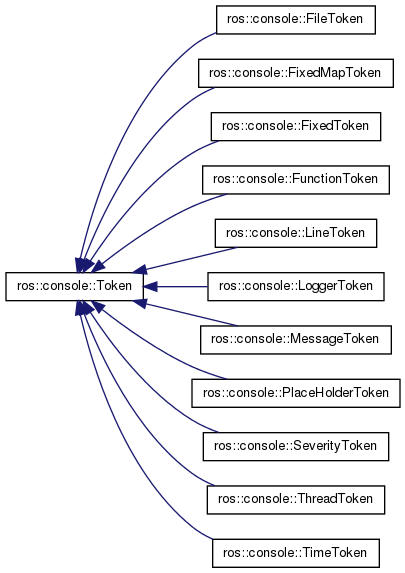 ros::console::FileToken
ros::console::FixedMapToken
ros::console::FixedToken
ros::console::FunctionToken
ros::console::LineToken
ros::console::Token
ros::console::LoggerToken
ros::console::MessageToken
ros::console::PlaceHolderToken
ros::console::SeverityToken
ros::console::ThreadToken
ros::console::TimeToken